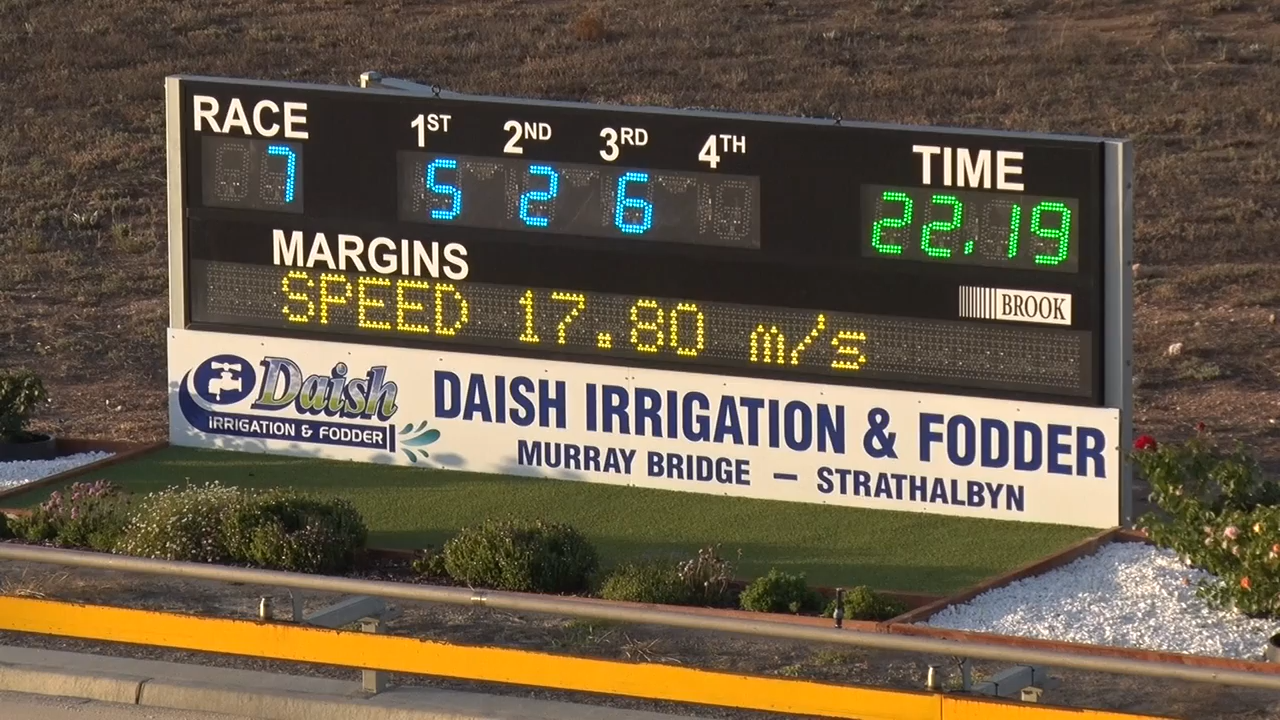 RACE 1ST 2ND 3RD 4TH TIME
7 5 2 6 22.19
MARGINS
BROOK
SPEED 17.80 m/s
Daish
IRRIGATION & FODDER
DAISH IRRIGATION & FODDER
MURRAY BRIDGE – STRATHALBYN